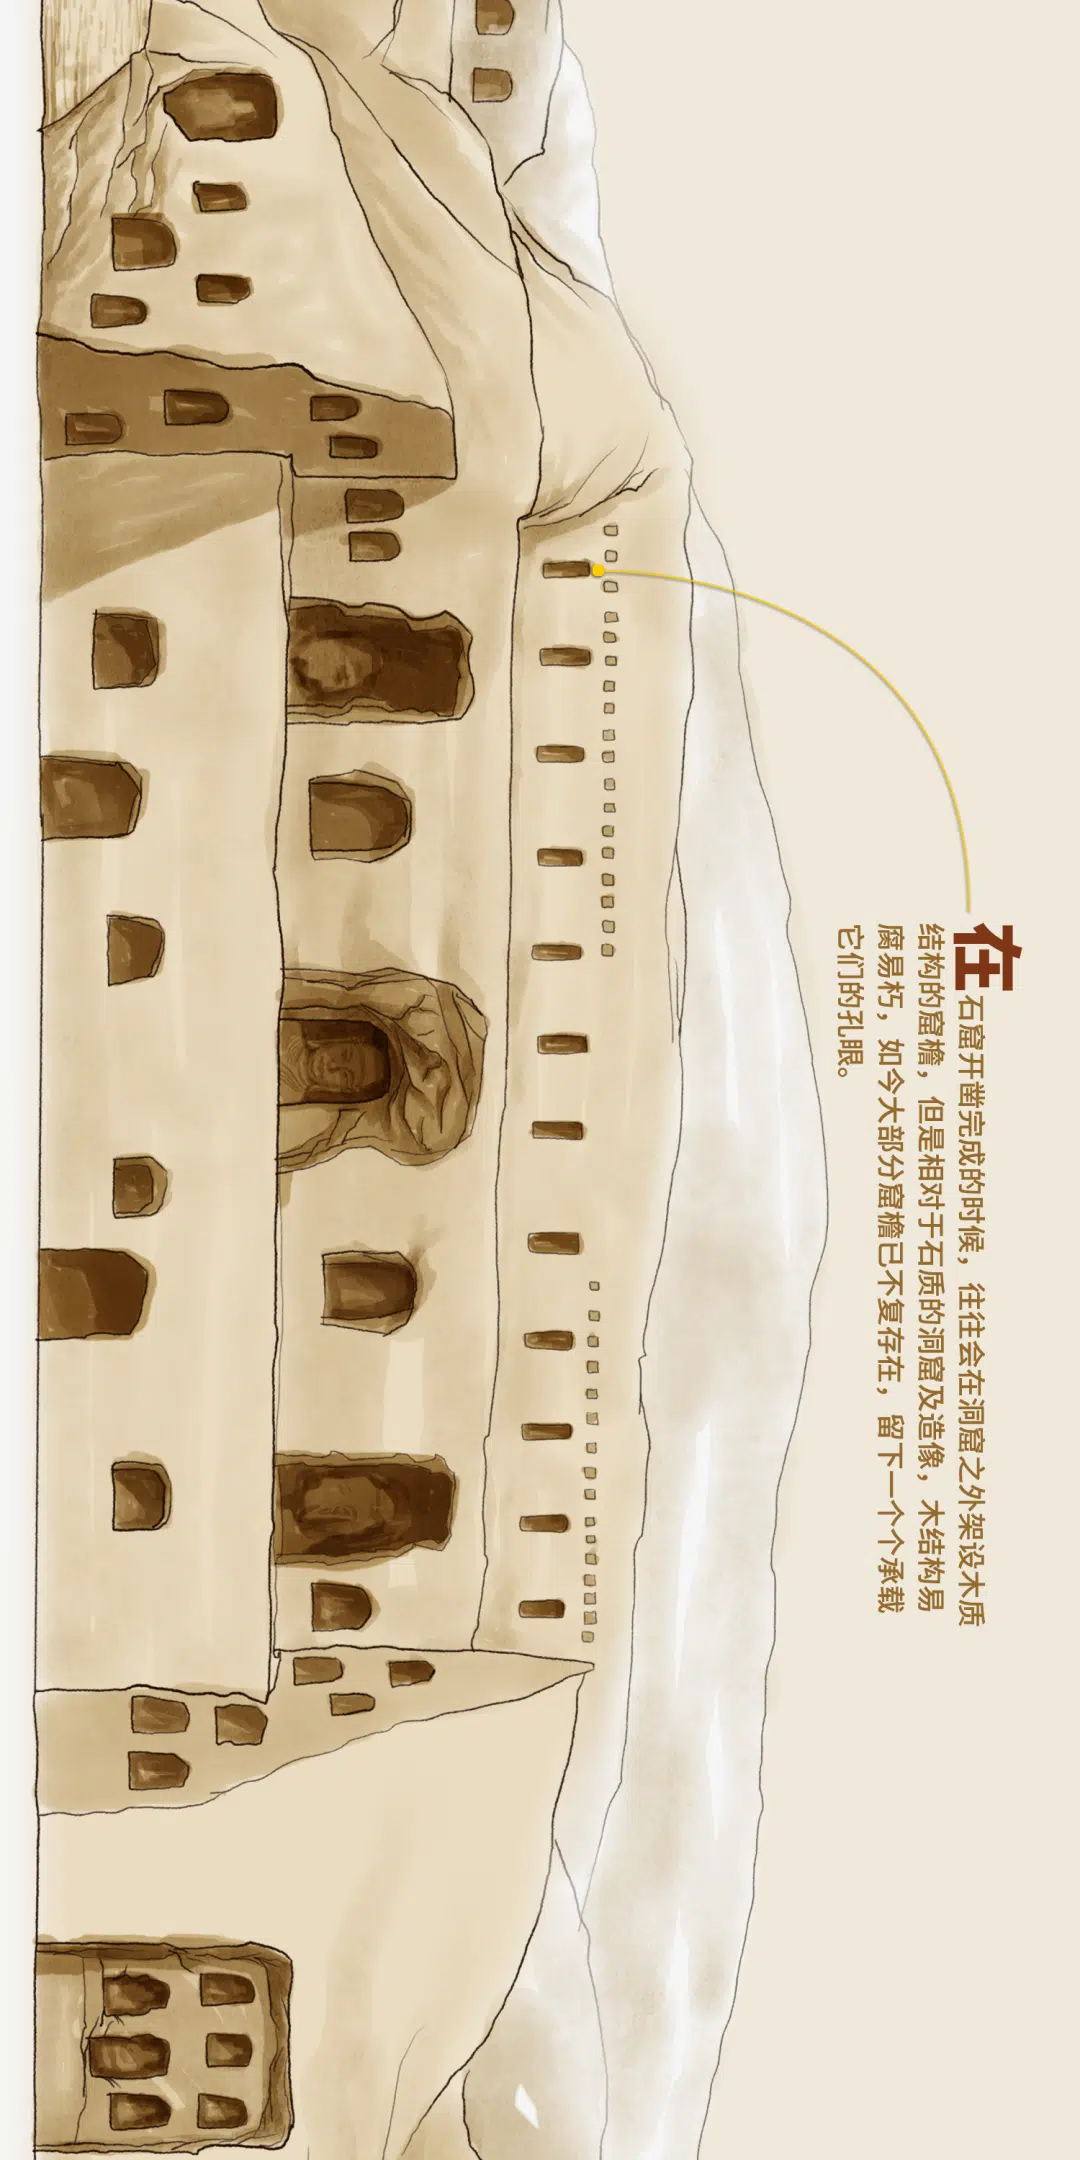 在石窟开凿完成的时候，往往会在洞窟之外架设木质
结构的窟檐，但是相对于石质的洞窟及造像，木结构易
腐易朽，如今大部分窟檐已不复存在，留下一个个承载
它们的孔眼。